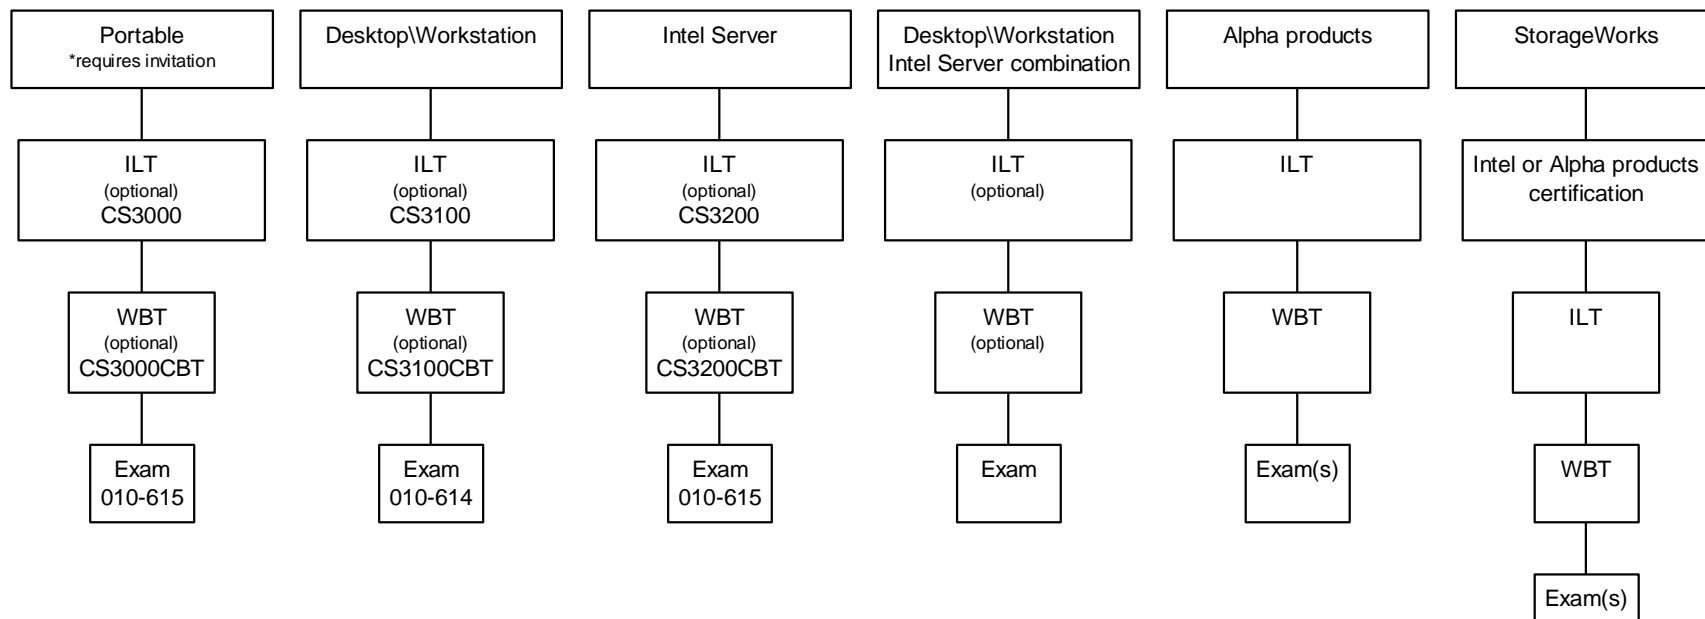 Portable
*requires invitation
Desktop\Workstation
Intel Server
Desktop\Workstation
Intel Server combination
Alpha products
StorageWorks
ILT
(optional)
CS3000
ILT
(optional)
CS3100
ILT
(optional)
CS3200
ILT
(optional)
ILT
Intel or Alpha products
certification
WBT
(optional)
CS3000CBT
WBT
(optional)
CS3100CBT
WBT
(optional)
CS3200CBT
WBT
(optional)
WBT
ILT
Exam
010-615
Exam
010-614
Exam
010-615
Exam
Exam(s)
WBT
Exam(s)